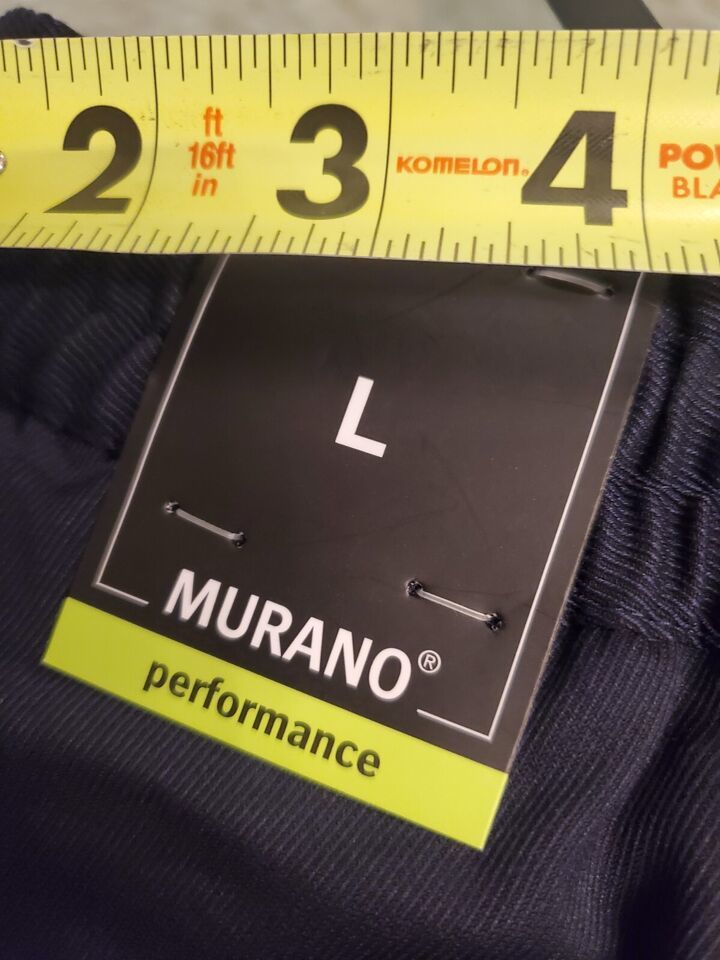 2 ft 3 KOMELON® 4 POW
16ft BLA
in
L
MURANO®
performance